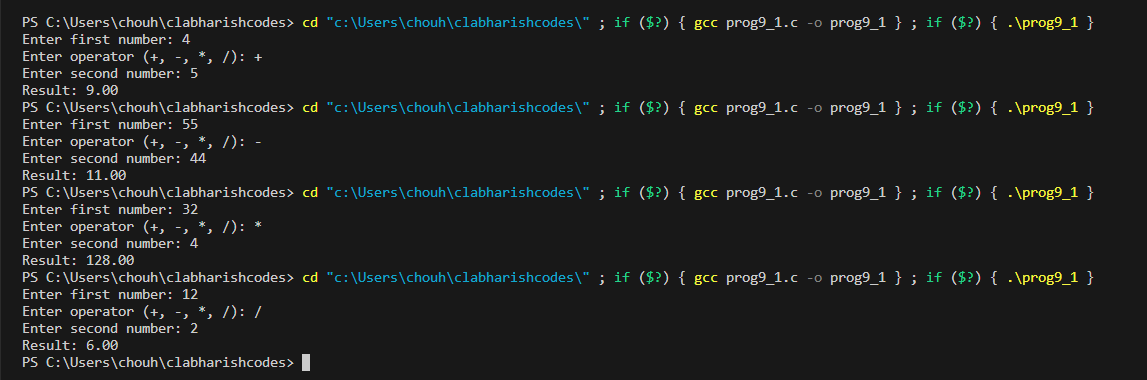 PS C:\Users\chouh\clabharishcodes> cd "c:\Users\chouh\clabharishcodes\" ; if ($?) { gcc prog9_1.c -o prog9_1 } ; if ($?) { .\prog9_1 }
Enter first number: 4
Enter operator (+, -, *, /): +
Enter second number: 5
Result: 9.00
PS C:\Users\chouh\clabharishcodes> cd "c:\Users\chouh\clabharishcodes\" ; if ($?) { gcc prog9_1.c -o prog9_1 } ; if ($?) { .\prog9_1 }
Enter first number: 55
Enter operator (+, -, *, /): -
Enter second number: 44
Result: 11.00
PS C:\Users\chouh\clabharishcodes> cd "c:\Users\chouh\clabharishcodes\" ; if ($?) { gcc prog9_1.c -o prog9_1 } ; if ($?) { .\prog9_1 }
Enter first number: 32
Enter operator (+, -, *, /): *
Enter second number: 4
Result: 128.00
PS C:\Users\chouh\clabharishcodes> cd "c:\Users\chouh\clabharishcodes\" ; if ($?) { gcc prog9_1.c -o prog9_1 } ; if ($?) { .\prog9_1 }
Enter first number: 12
Enter operator (+, -, *, /): /
Enter second number: 2
Result: 6.00
PS C:\Users\chouh\clabharishcodes>